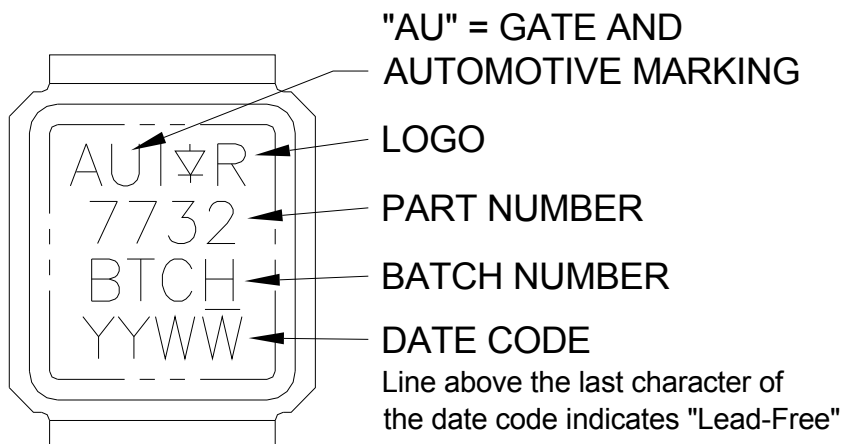 "AU" = GATE AND
AUTOMOTIVE MARKING
AUI R
LOGO
7732
PART NUMBER
BTCH
BATCH NUMBER
YYWW̅
DATE CODE
Line above the last character of
the date code indicates "Lead-Free"